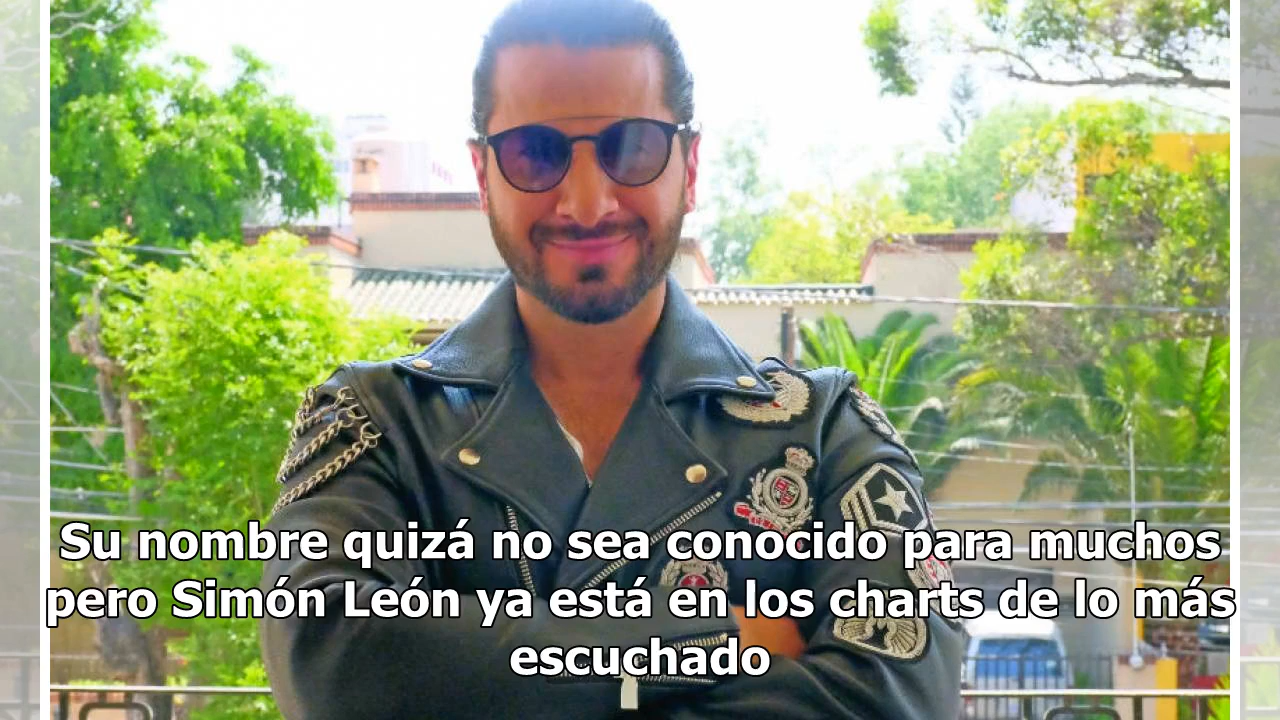 Su nombre quizá no sea conocido para muchos
pero Simón León ya está en los charts de lo más
escuchado